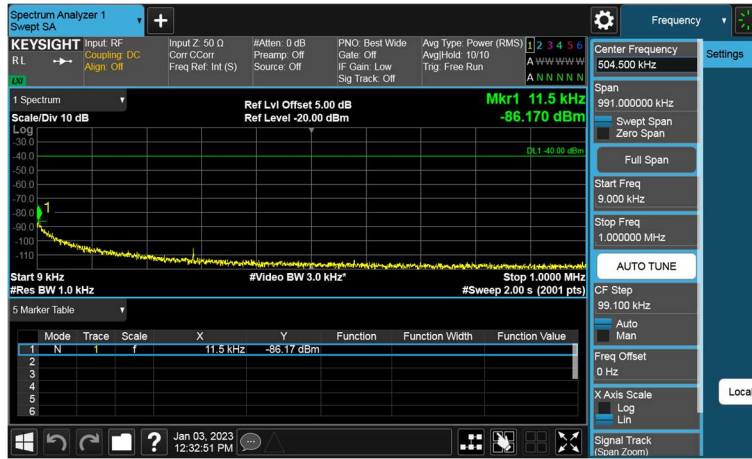 Spectrum Analyzer 1
Swept SA
+
Frequency
KEYSIGHT
RL
LXI
Input: RF
Coupling: DC
Align: Off
Input Z: 50 Ω
Corr CCorr
Freq Ref: Int (S)
#Atten: 0 dB
Preamp: Off
Source: Off
PNO: Best Wide
Gate: Off
IF Gain: Low
Sig Track: Off
Avg Type: Power (RMS)
Avg|Hold: 10/10
Trig: Free Run
1 2 3 4 5 6
A W W W W W
A N N N N N
1 Spectrum
Scale/Div 10 dB
Ref Lvl Offset 5.00 dB
Ref Level -20.00 dBm
Mkr1 11.5 kHz
-86.170 dBm
Log
-30.0
-40.0
-50.0
-60.0
-70.0
-80.0
-90.0
-100
-110
DL1 -40.00 dBm
1
Start 9 kHz
#Res BW 1.0 kHz
#Video BW 3.0 kHz*
Stop 1.0000 MHz
#Sweep 2.00 s (2001 pts)
5 Marker Table
Mode Trace Scale X Y Function Function Width Function Value
1 N 1 f 11.5 kHz -86.17 dBm
2
3
4
5
6
Jan 03, 2023
12:32:51 PM
Center Frequency
504.500 kHz
Settings
Span
991.000000 kHz
Swept Span
Zero Span
Full Span
Start Freq
9.000 kHz
Stop Freq
1.000000 MHz
AUTO TUNE
CF Step
99.100 kHz
Auto
Man
Freq Offset
0 Hz
X Axis Scale
Log
Lin
Local
Signal Track
(Span Zoom)